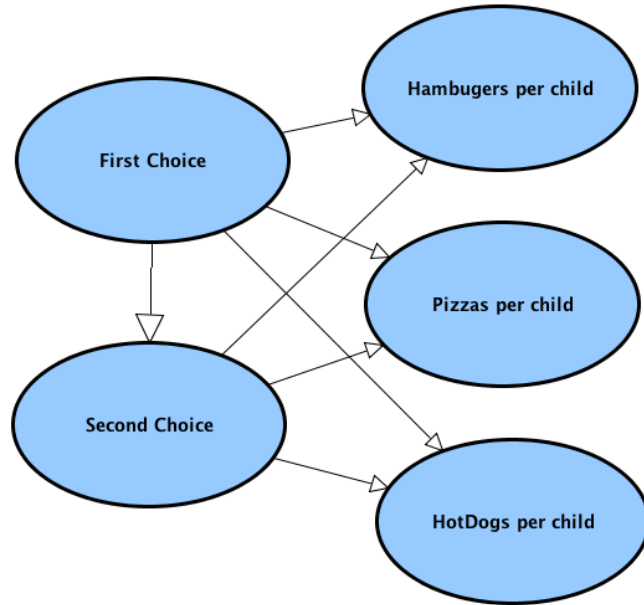 Hambugers per child
First Choice
Pizzas per child
Second Choice
HotDogs per child